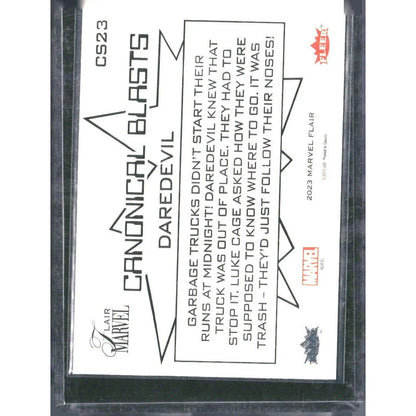 CS23
FLAIR
MARVEL
CANONICAL BLASTS
DAREDEVIL
GARBAGE TRUCKS DIDN'T START THEIR
RUNS AT MIDNIGHT! DAREDEVIL KNEW THAT
TRUCK WAS OUT OF PLACE. THEY HAD TO
STOP IT. LUKE CAGE ASKED HOW THEY WERE
SUPPOSED TO KNOW WHERE TO GO. IT WAS
TRASH – THEY'D JUST FOLLOW THEIR NOSES!
FLEER
2023 MARVEL FLAIR
MARVEL